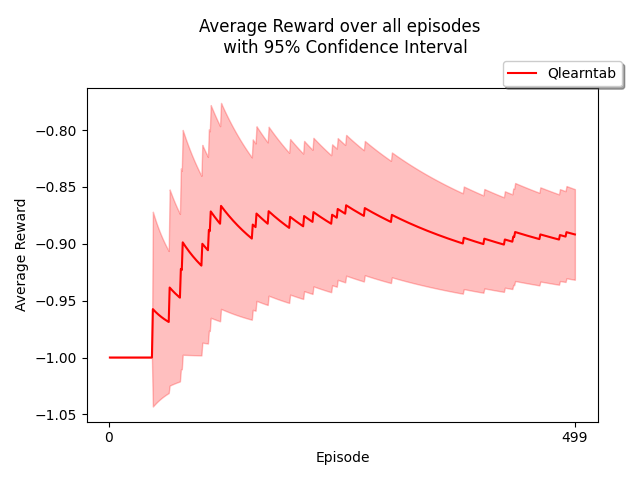 Average Reward over all episodes
with 95% Confidence Interval
Qlearntab
−0.80
−0.85
−0.90
−0.95
−1.00
−1.05
Average Reward
0
499
Episode